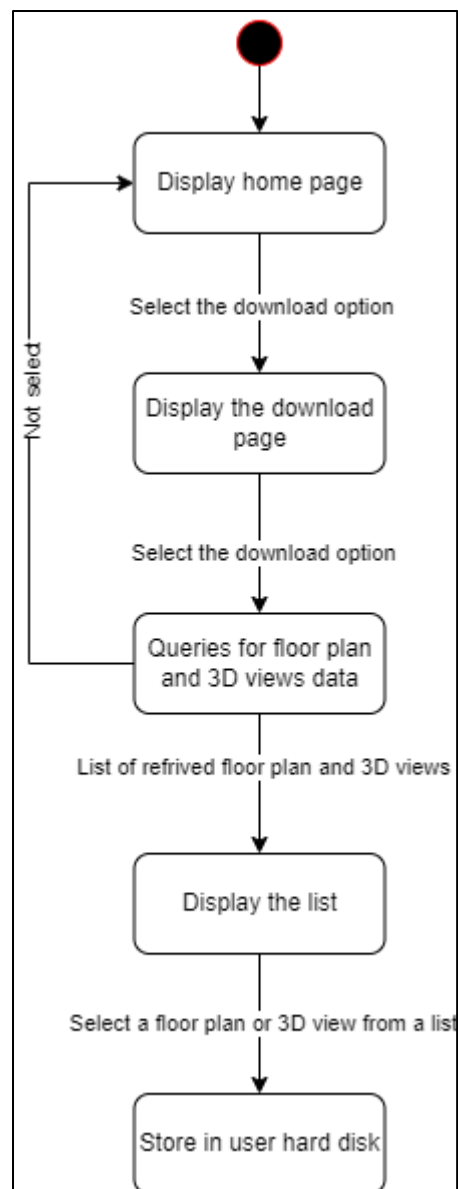 Display home page
Select the download option
Not select
Display the download
page
Select the download option
Queries for floor plan
and 3D views data
List of refrived floor plan and 3D views
Display the list
Select a floor plan or 3D view from a list
Store in user hard disk